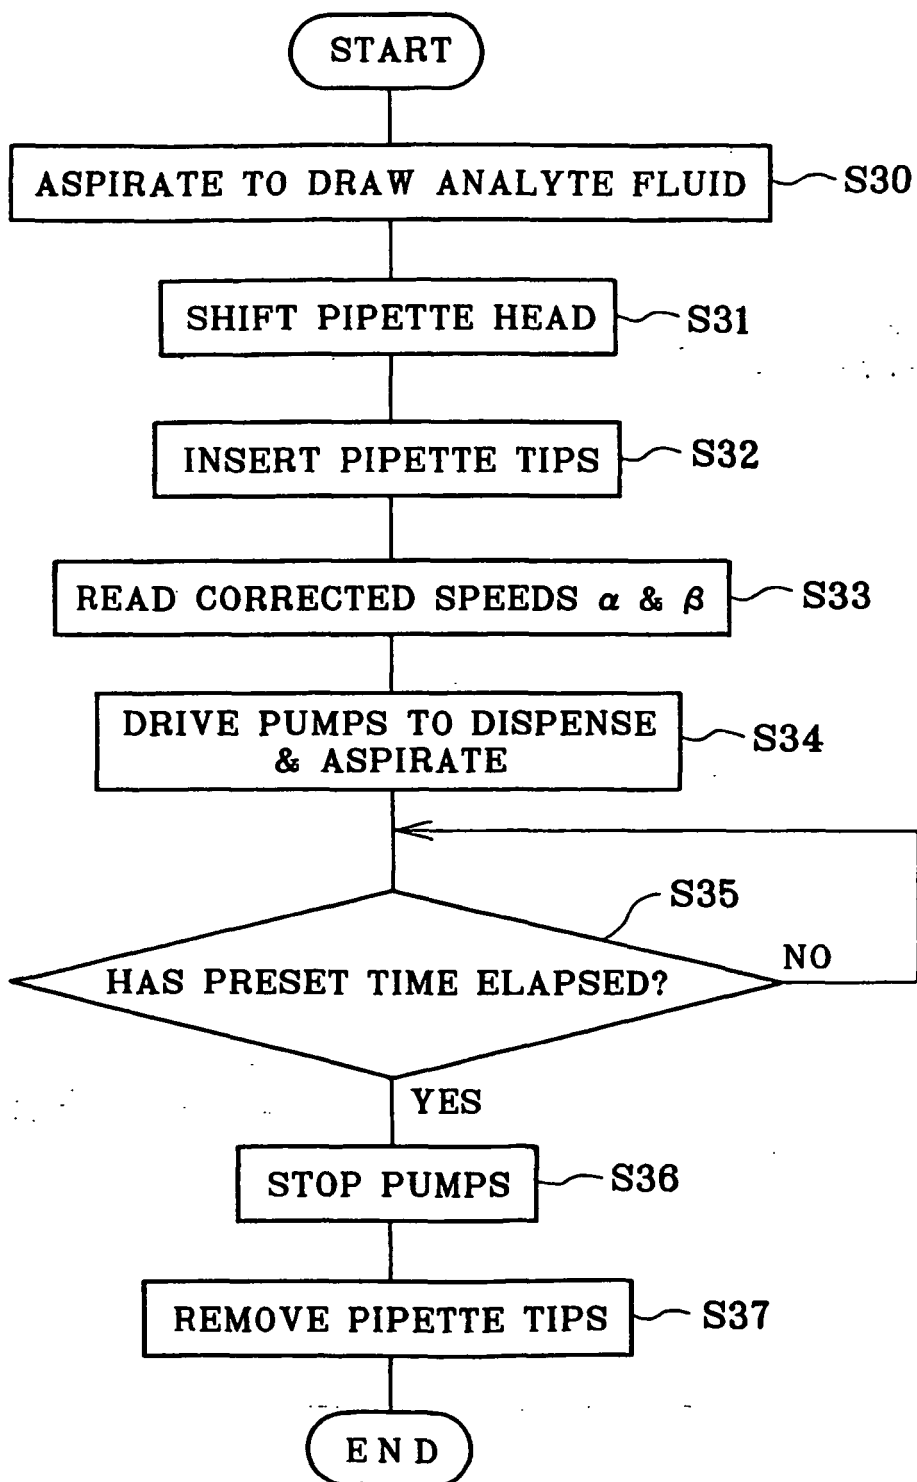 START
ASPIRATE TO DRAW ANALYTE FLUID
S30
SHIFT PIPETTE HEAD
S31
INSERT PIPETTE TIPS
S32
READ CORRECTED SPEEDS α & β
S33
DRIVE PUMPS TO DISPENSE
& ASPIRATE
S34
S35
HAS PRESET TIME ELAPSED?
NO
YES
STOP PUMPS
S36
REMOVE PIPETTE TIPS
S37
END